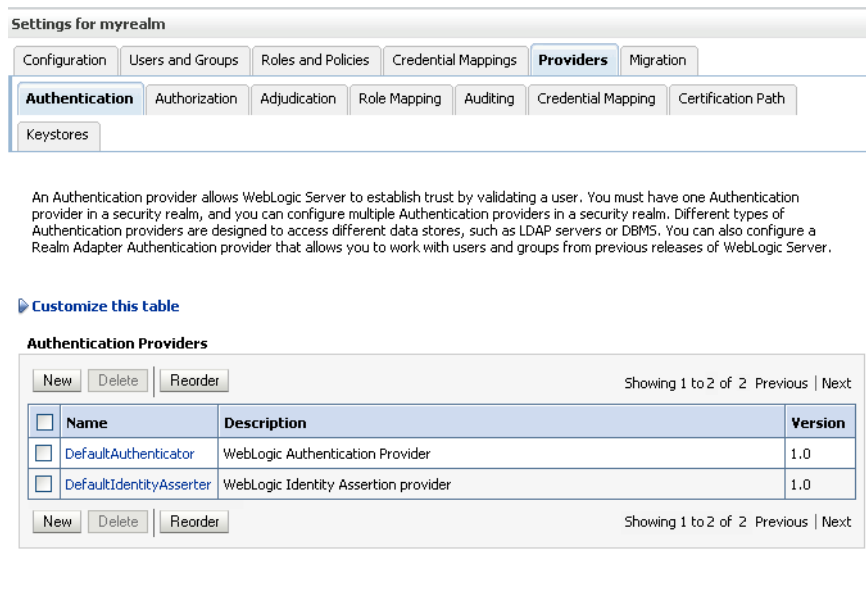 Settings for myrealm
Configuration Users and Groups Roles and Policies Credential Mappings Providers Migration
Authentication Authorization Adjudication Role Mapping Auditing Credential Mapping Certification Path
Keystores
An Authentication provider allows WebLogic Server to establish trust by validating a user. You must have one Authentication
provider in a security realm, and you can configure multiple Authentication providers in a security realm. Different types of
Authentication providers are designed to access different data stores, such as LDAP servers or DBMS. You can also configure a
Realm Adapter Authentication provider that allows you to work with users and groups from previous releases of WebLogic Server.
Customize this table
Authentication Providers
New Delete Reorder Showing 1 to 2 of 2 Previous | Next
Name Description Version
DefaultAuthenticator WebLogic Authentication Provider 1.0
DefaultIdentityAsserter WebLogic Identity Assertion provider 1.0
New Delete Reorder Showing 1 to 2 of 2 Previous | Next